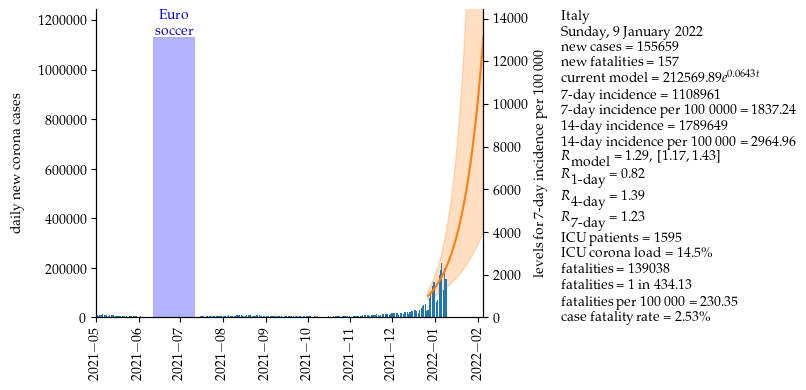 Euro
soccer
daily new corona cases
1200000
1000000
800000
600000
400000
200000
0
2021−05
2021−06
2021−07
2021−08
2021−09
2021−10
2021−11
2021−12
2022−01
2022−02
14000
12000
10000
8000
6000
4000
2000
0
levels for 7-day incidence per 100 000
Italy
Sunday, 9 January 2022
new cases = 155659
new fatalities = 157
current model = 212569.89e^0.0643t
7-day incidence = 1108961
7-day incidence per 100 0000 = 1837.24
14-day incidence = 1789649
14-day incidence per 100 000 = 2964.96
R model = 1.29, [1.17, 1.43]
R 1-day = 0.82
R 4-day = 1.39
R 7-day = 1.23
ICU patients = 1595
ICU corona load = 14.5%
fatalities = 139038
fatalities = 1 in 434.13
fatalities per 100 000 = 230.35
case fatality rate = 2.53%